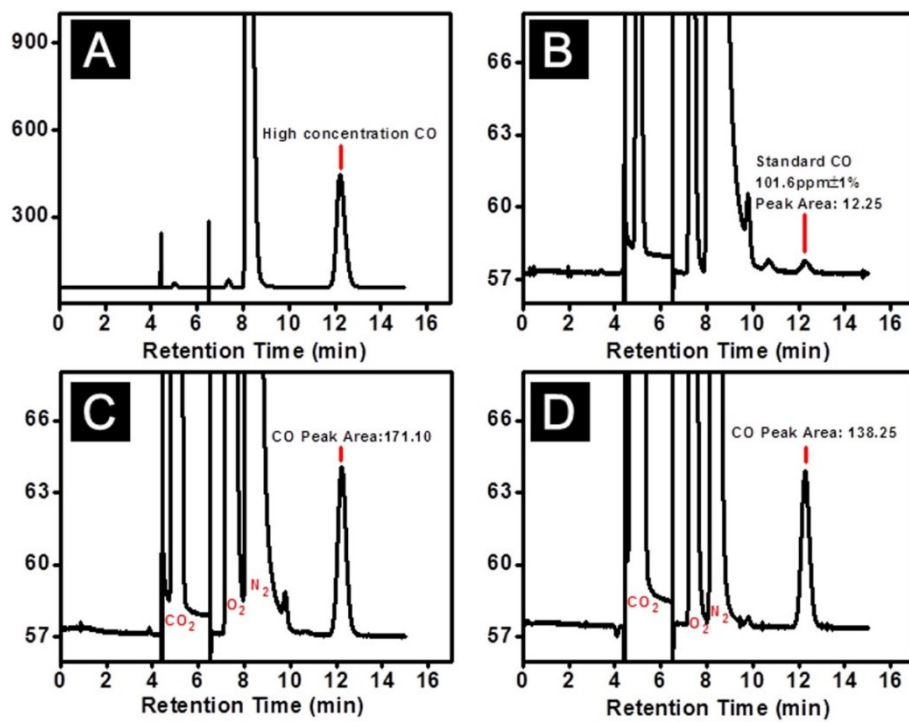 A
900
600
300
High concentration CO
0 2 4 6 8 10 12 14 16
Retention Time (min)
B
66
63
60
57
Standard CO
101.6ppm±1%
Peak Area: 12.25
0 2 4 6 8 10 12 14 16
Retention Time (min)
C
66
63
60
57
CO Peak Area:171.10
CO2
O2
N2
0 2 4 6 8 10 12 14 16
Retention Time (min)
D
66
63
60
57
CO Peak Area: 138.25
CO2
O2
N2
0 2 4 6 8 10 12 14 16
Retention Time (min)